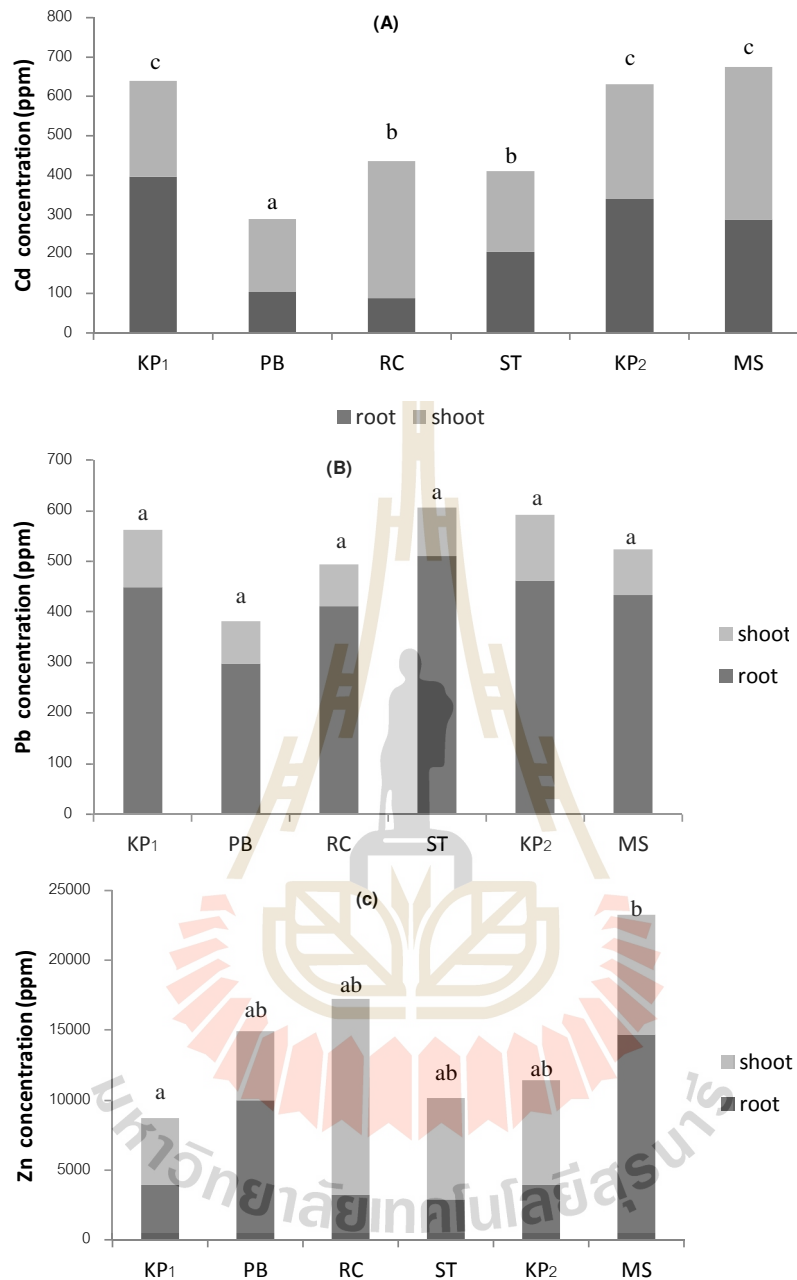 (A)
Cd concentration (ppm)
800
700
600
500
400
300
200
100
0
c
a
b
b
c
c
KP1 PB RC ST KP2 MS
root shoot
(B)
Pb concentration (ppm)
700
600
500
400
300
200
100
0
a
a
a
a
a
a
KP1 PB RC ST KP2 MS
shoot
root
(c)
Zn concentration (ppm)
25000
20000
15000
10000
5000
0
a
ab
ab
ab
ab
b
KP1 PB RC ST KP2 MS
shoot
root
มหาวิทยาลัยเทคโนโลยีสุรนารี